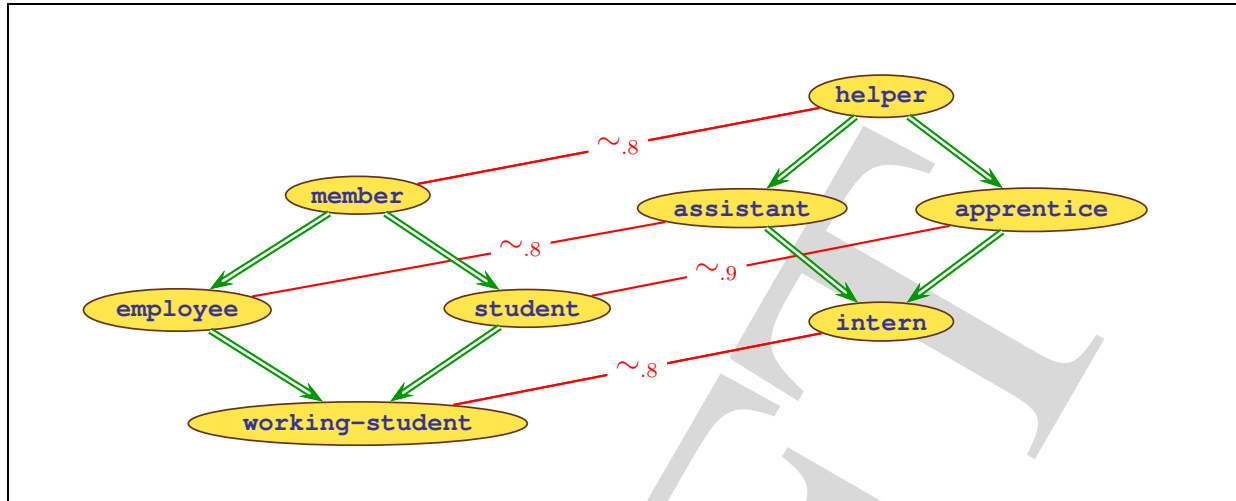 helper
∼.8
member
assistant
apprentice
∼.8
∼.9
employee
student
intern
∼.8
working-student